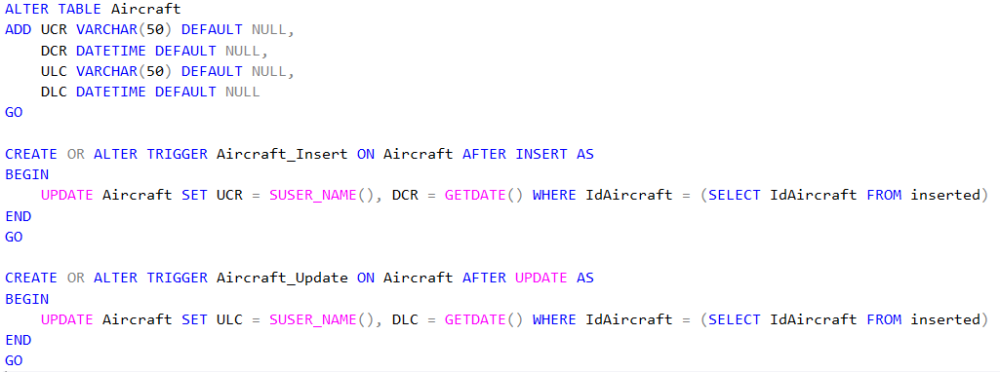 ALTER TABLE Aircraft
ADD UCR VARCHAR(50) DEFAULT NULL,
    DCR DATETIME DEFAULT NULL,
    ULC VARCHAR(50) DEFAULT NULL,
    DLC DATETIME DEFAULT NULL
GO

CREATE OR ALTER TRIGGER Aircraft_Insert ON Aircraft AFTER INSERT AS
BEGIN
    UPDATE Aircraft SET UCR = SUSER_NAME(), DCR = GETDATE() WHERE IdAircraft = (SELECT IdAircraft FROM inserted)
END
GO

CREATE OR ALTER TRIGGER Aircraft_Update ON Aircraft AFTER UPDATE AS
BEGIN
    UPDATE Aircraft SET ULC = SUSER_NAME(), DLC = GETDATE() WHERE IdAircraft = (SELECT IdAircraft FROM inserted)
END
GO